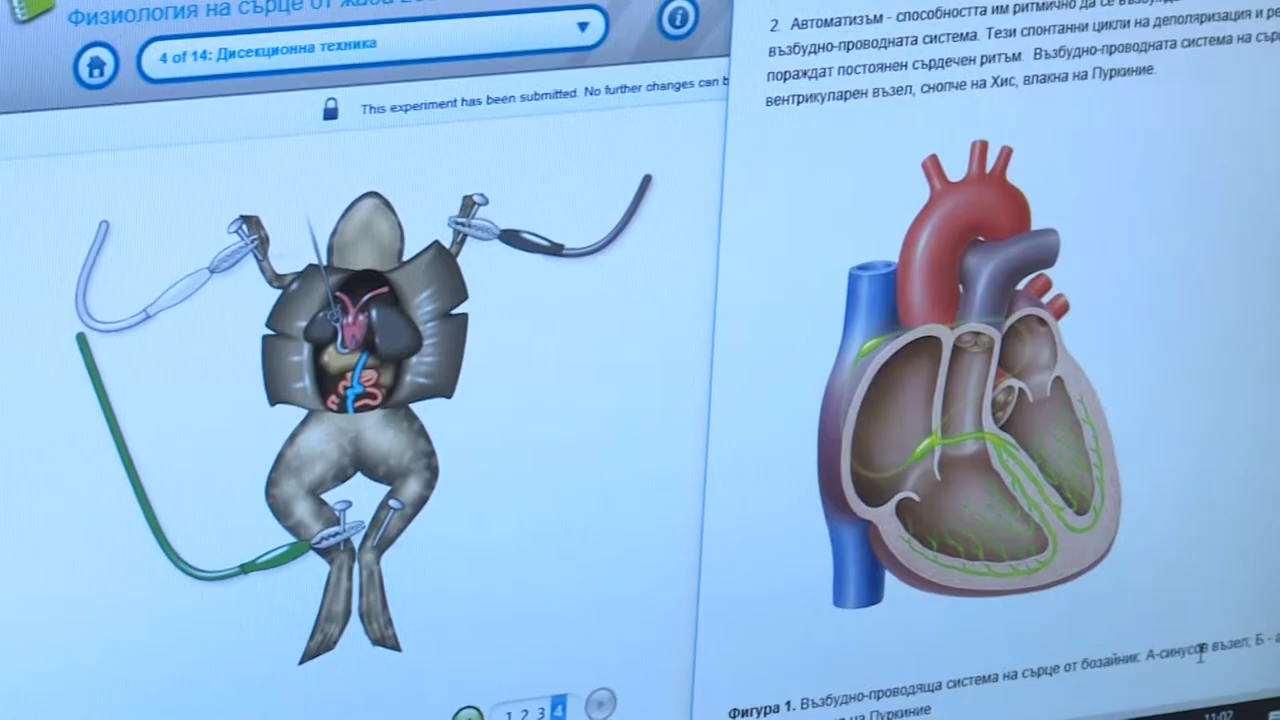 Физиология на сърце от жаба
4 of 14: Дисекционна техника
This experiment has been submitted. No further changes can b
1 2 3 4
2. Автоматизъм - способността им ритмично да се
възбудно-проводната система. Тези спонтанни цикли на деполяризация и ре
пораждат постоянен сърдечен ритъм. Възбудно-проводната система на сър
вентрикуларен възел, снопче на Хис, влакна на Пуркиние.
Фигура 1. Възбудно-проводяща система на сърце от бозайник: А-синусов възел; Б - а
на Пуркиние
11:02